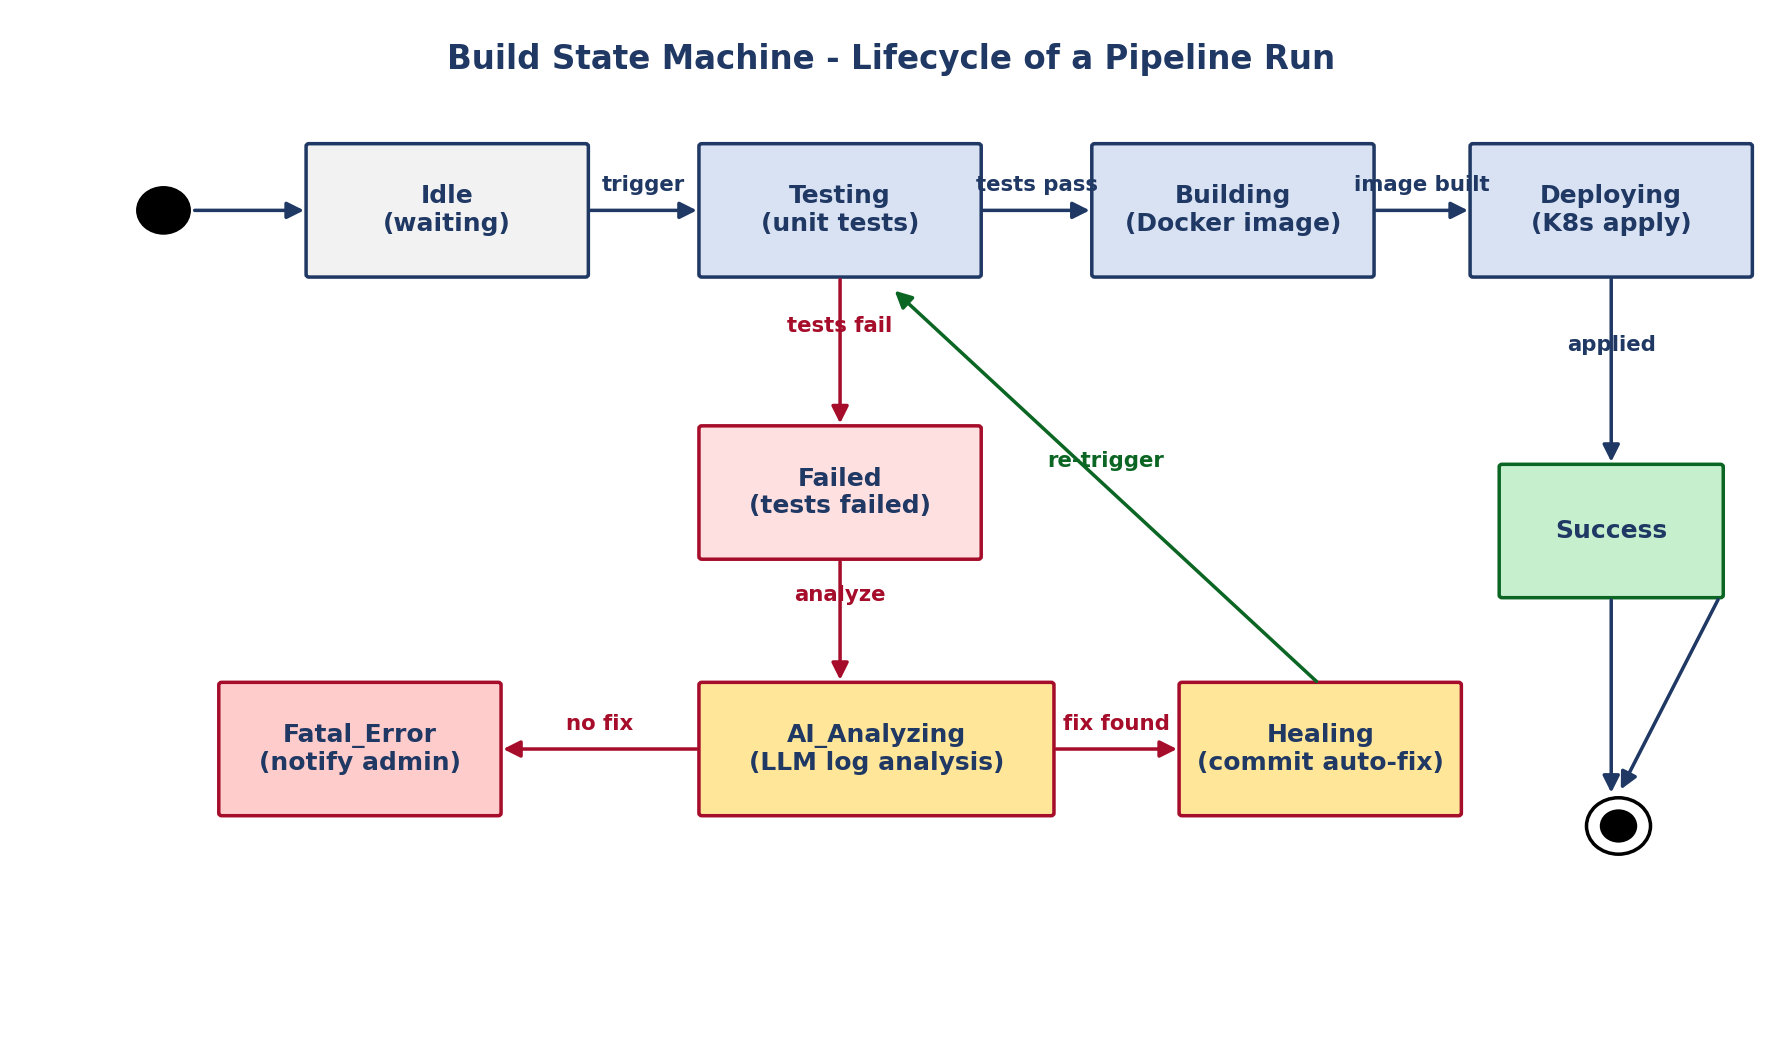 Build State Machine - Lifecycle of a Pipeline Run
Idle
(waiting)
trigger
Testing
(unit tests)
tests pass
Building
(Docker image)
image built
Deploying
(K8s apply)
tests fail
applied
Failed
(tests failed)
re-trigger
Success
analyze
Fatal_Error
(notify admin)
no fix
AI_Analyzing
(LLM log analysis)
fix found
Healing
(commit auto-fix)